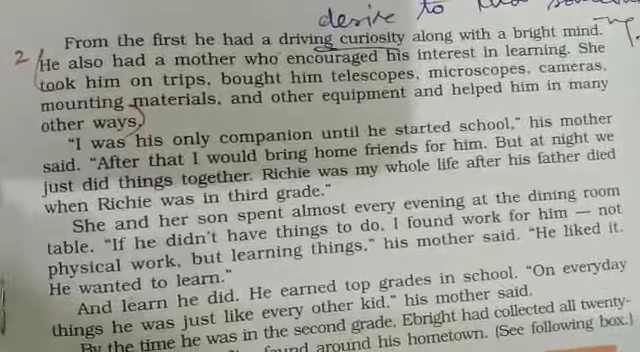 desire to
From the first he had a driving curiosity along with a bright mind.
2 He also had a mother who encouraged his interest in learning. She
took him on trips, bought him telescopes, microscopes, cameras,
mounting materials, and other equipment and helped him in many
other ways.
"I was his only companion until he started school," his mother
said. "After that I would bring home friends for him. But at night we
just did things together. Richie was my whole life after his father died
when Richie was in third grade."
She and her son spent almost every evening at the dining room
table. "If he didn't have things to do, I found work for him — not
physical work, but learning things," his mother said. "He liked it.
He wanted to learn."
And learn he did. He earned top grades in school. "On everyday
things he was just like every other kid," his mother said.
By the time he was in the second grade, Ebright had collected all twenty-
found around his hometown. (See following box.)